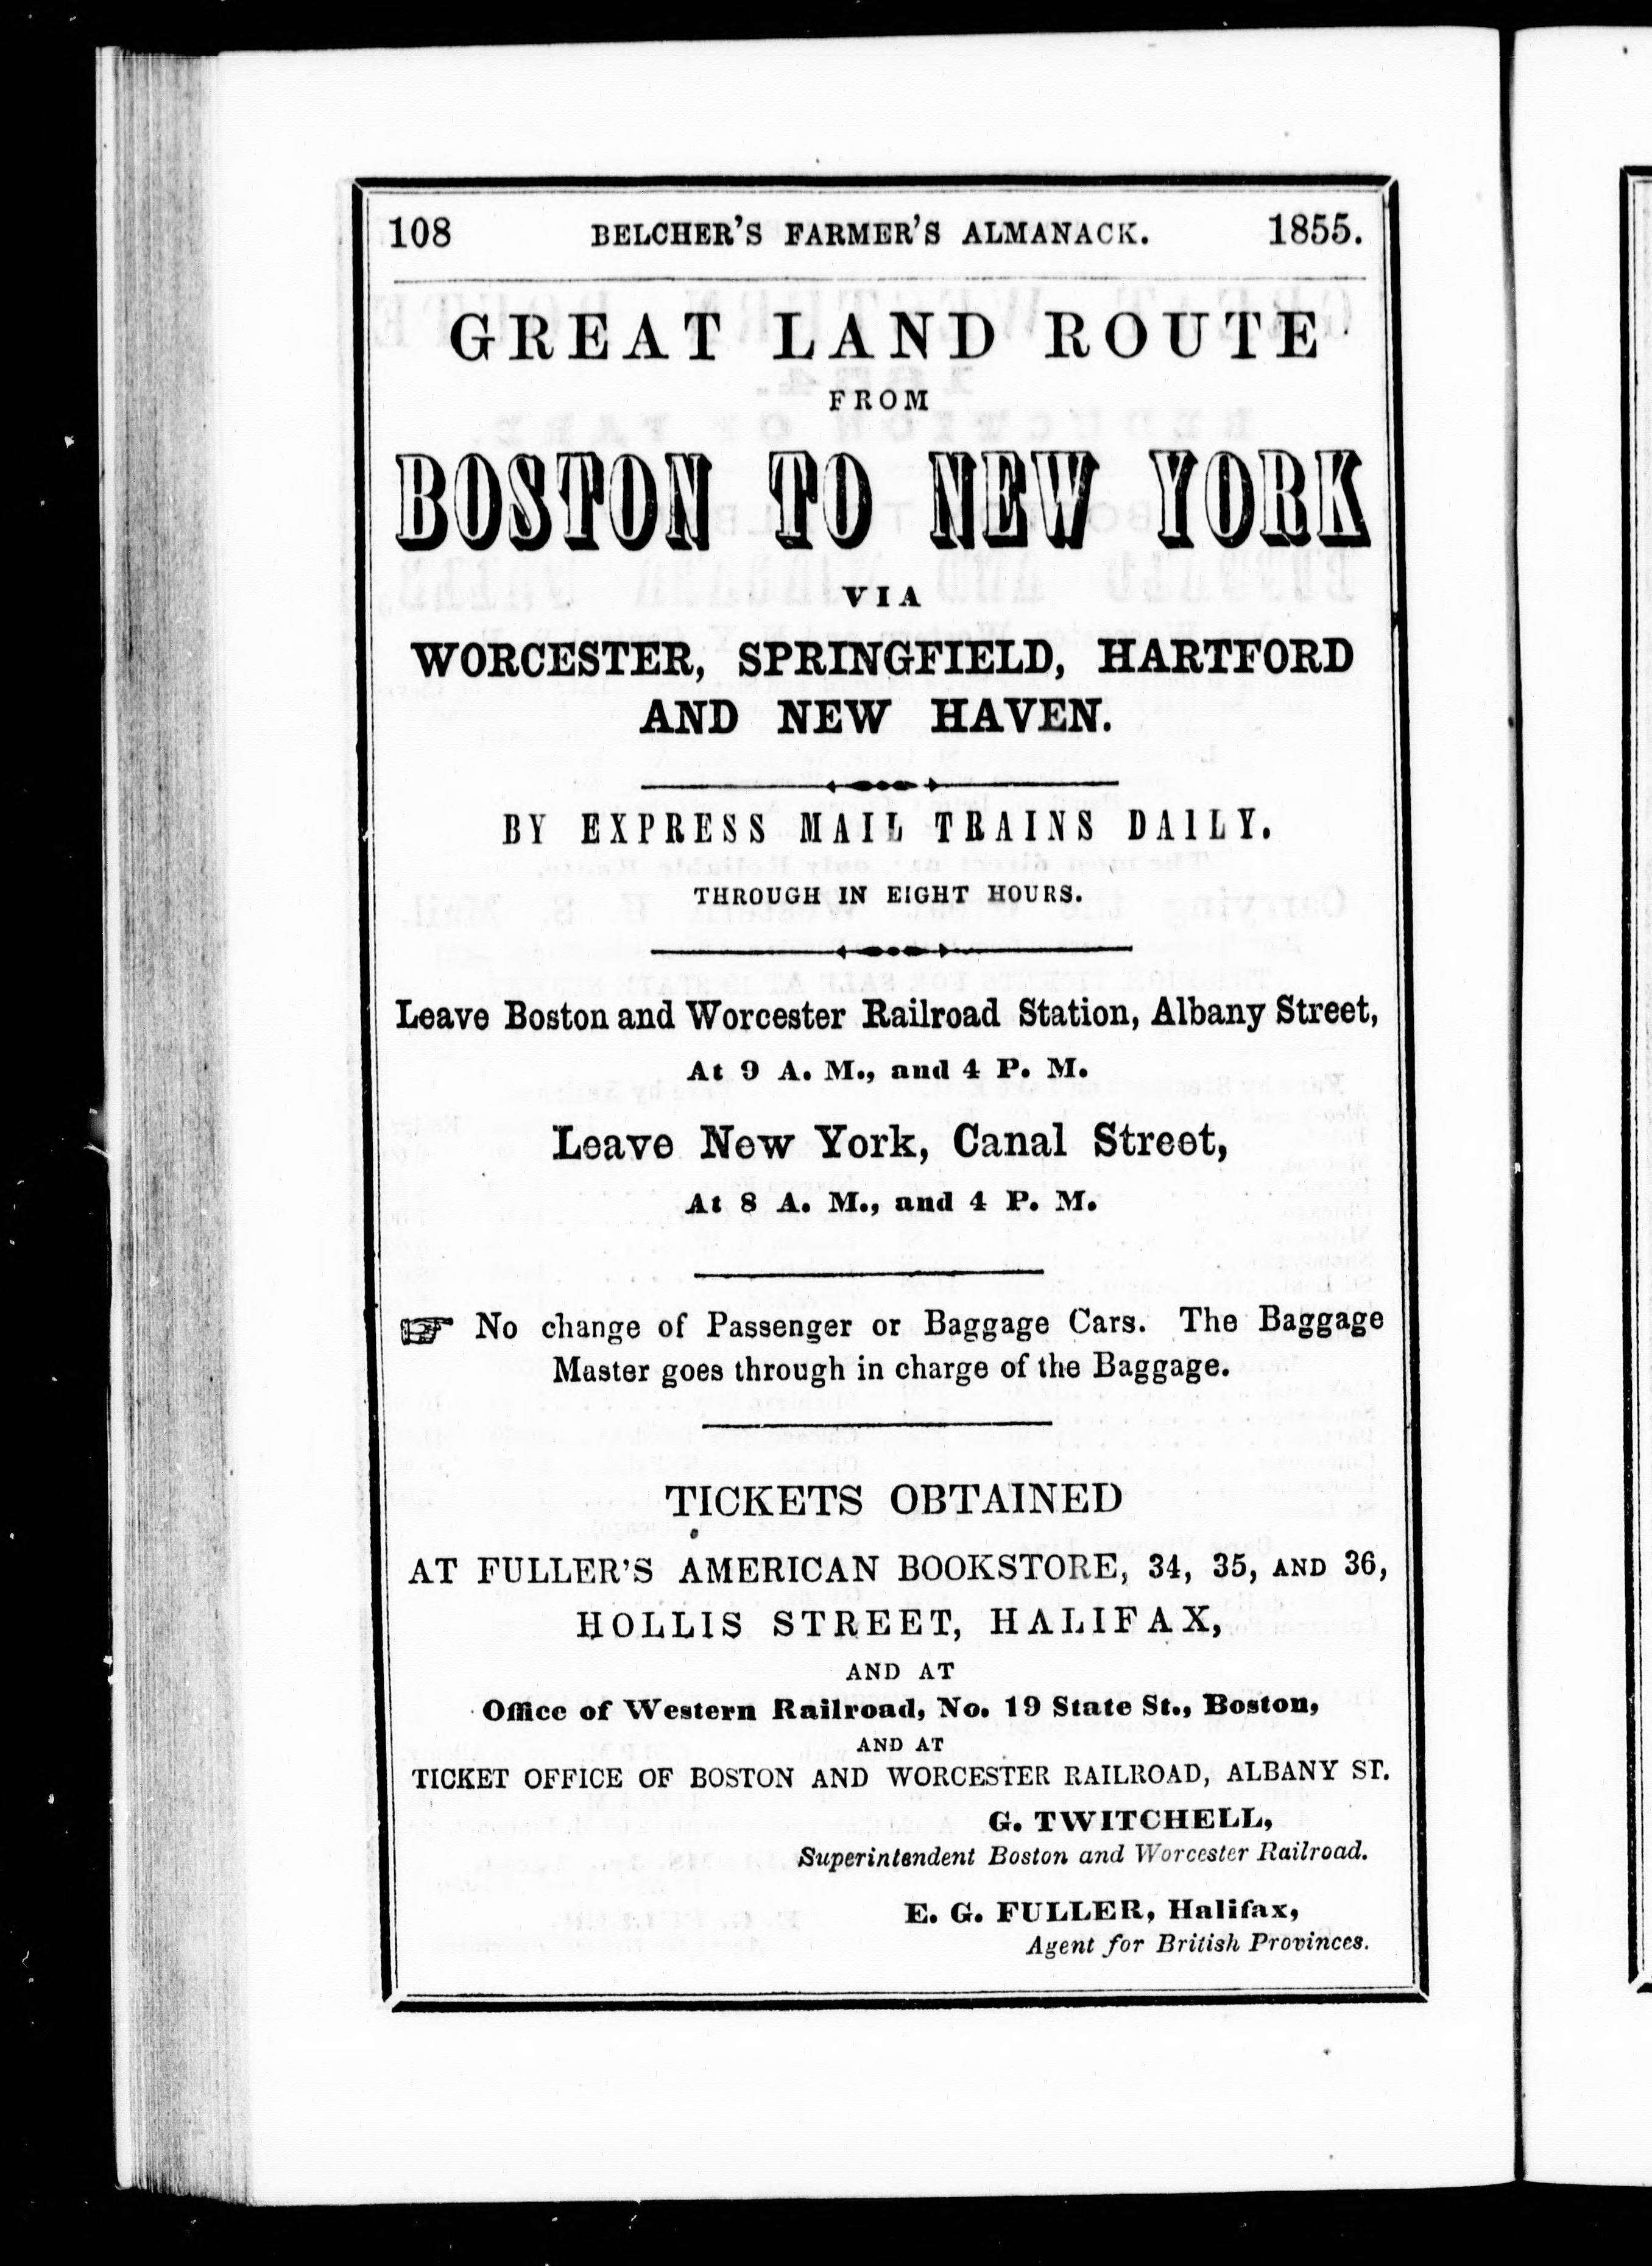 108 BELCHER'S FARMER'S ALMANACK. 1855.
GREAT LAND ROUTE
FROM
BOSTON TO NEW YORK
VIA
WORCESTER, SPRINGFIELD, HARTFORD
AND NEW HAVEN.
BY EXPRESS MAIL TRAINS DAILY.
THROUGH IN EIGHT HOURS.
Leave Boston and Worcester Railroad Station, Albany Street,
At 9 A. M., and 4 P. M.
Leave New York, Canal Street,
At 8 A. M., and 4 P. M.
☞ No change of Passenger or Baggage Cars. The Baggage
Master goes through in charge of the Baggage.
TICKETS OBTAINED
AT FULLER'S AMERICAN BOOKSTORE, 34, 35, AND 36,
HOLLIS STREET, HALIFAX,
AND AT
Office of Western Railroad, No. 19 State St., Boston,
AND AT
TICKET OFFICE OF BOSTON AND WORCESTER RAILROAD, ALBANY ST.
G. TWITCHELL,
Superintendent Boston and Worcester Railroad.
E. G. FULLER, Halifax,
Agent for British Provinces.